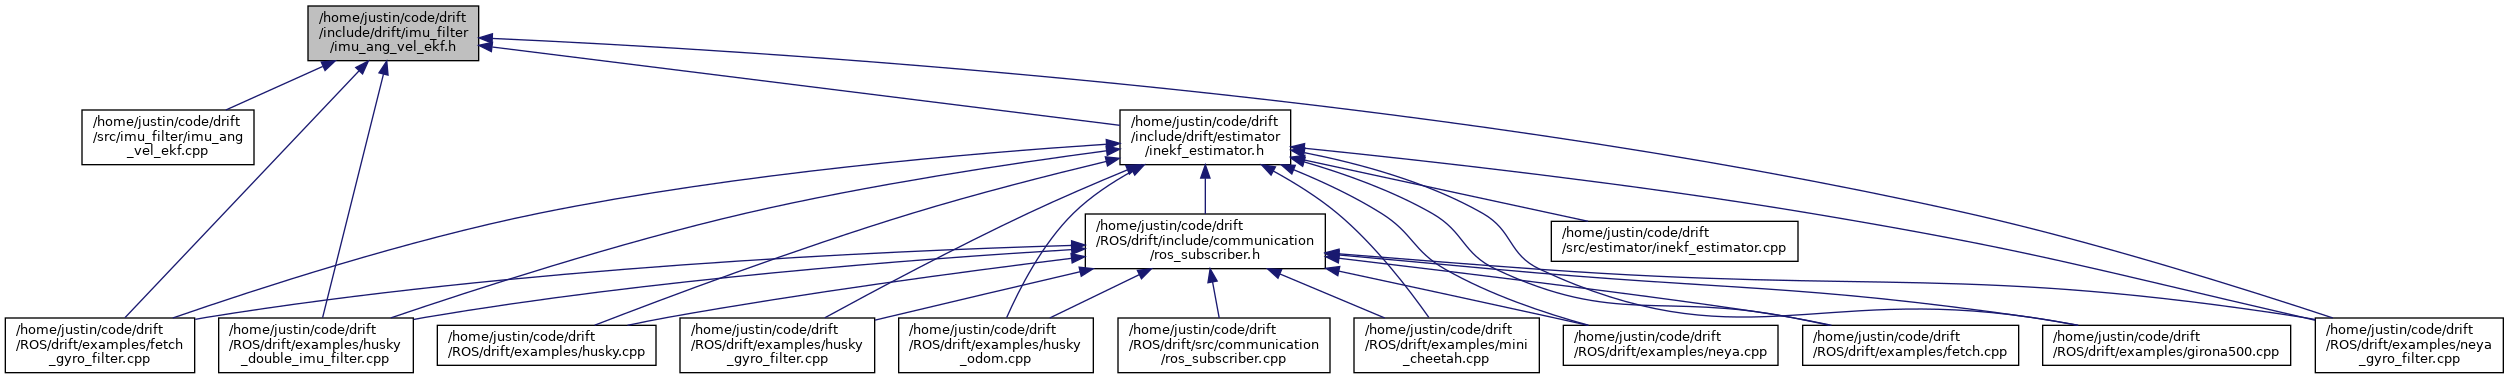 /home/justin/code/drift
/include/drift/imu_filter
/imu_ang_vel_ekf.h
/home/justin/code/drift
/src/imu_filter/imu_ang
_vel_ekf.cpp
/home/justin/code/drift
/include/drift/estimator
/inekf_estimator.h
/home/justin/code/drift
/ROS/drift/include/communication
/ros_subscriber.h
/home/justin/code/drift
/src/estimator/inekf_estimator.cpp
/home/justin/code/drift
/ROS/drift/examples/fetch
_gyro_filter.cpp
/home/justin/code/drift
/ROS/drift/examples/husky
_double_imu_filter.cpp
/home/justin/code/drift
/ROS/drift/examples/husky.cpp
/home/justin/code/drift
/ROS/drift/examples/husky
_gyro_filter.cpp
/home/justin/code/drift
/ROS/drift/examples/husky
_odom.cpp
/home/justin/code/drift
/ROS/drift/src/communication
/ros_subscriber.cpp
/home/justin/code/drift
/ROS/drift/examples/mini
_cheetah.cpp
/home/justin/code/drift
/ROS/drift/examples/neya.cpp
/home/justin/code/drift
/ROS/drift/examples/fetch.cpp
/home/justin/code/drift
/ROS/drift/examples/girona500.cpp
/home/justin/code/drift
/ROS/drift/examples/neya
_gyro_filter.cpp